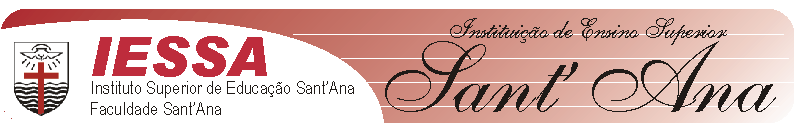 IESSA
Instituto Superior de Educação Sant'Ana
Faculdade Sant'Ana
Instituição de Ensino Superior
Sant' Ana